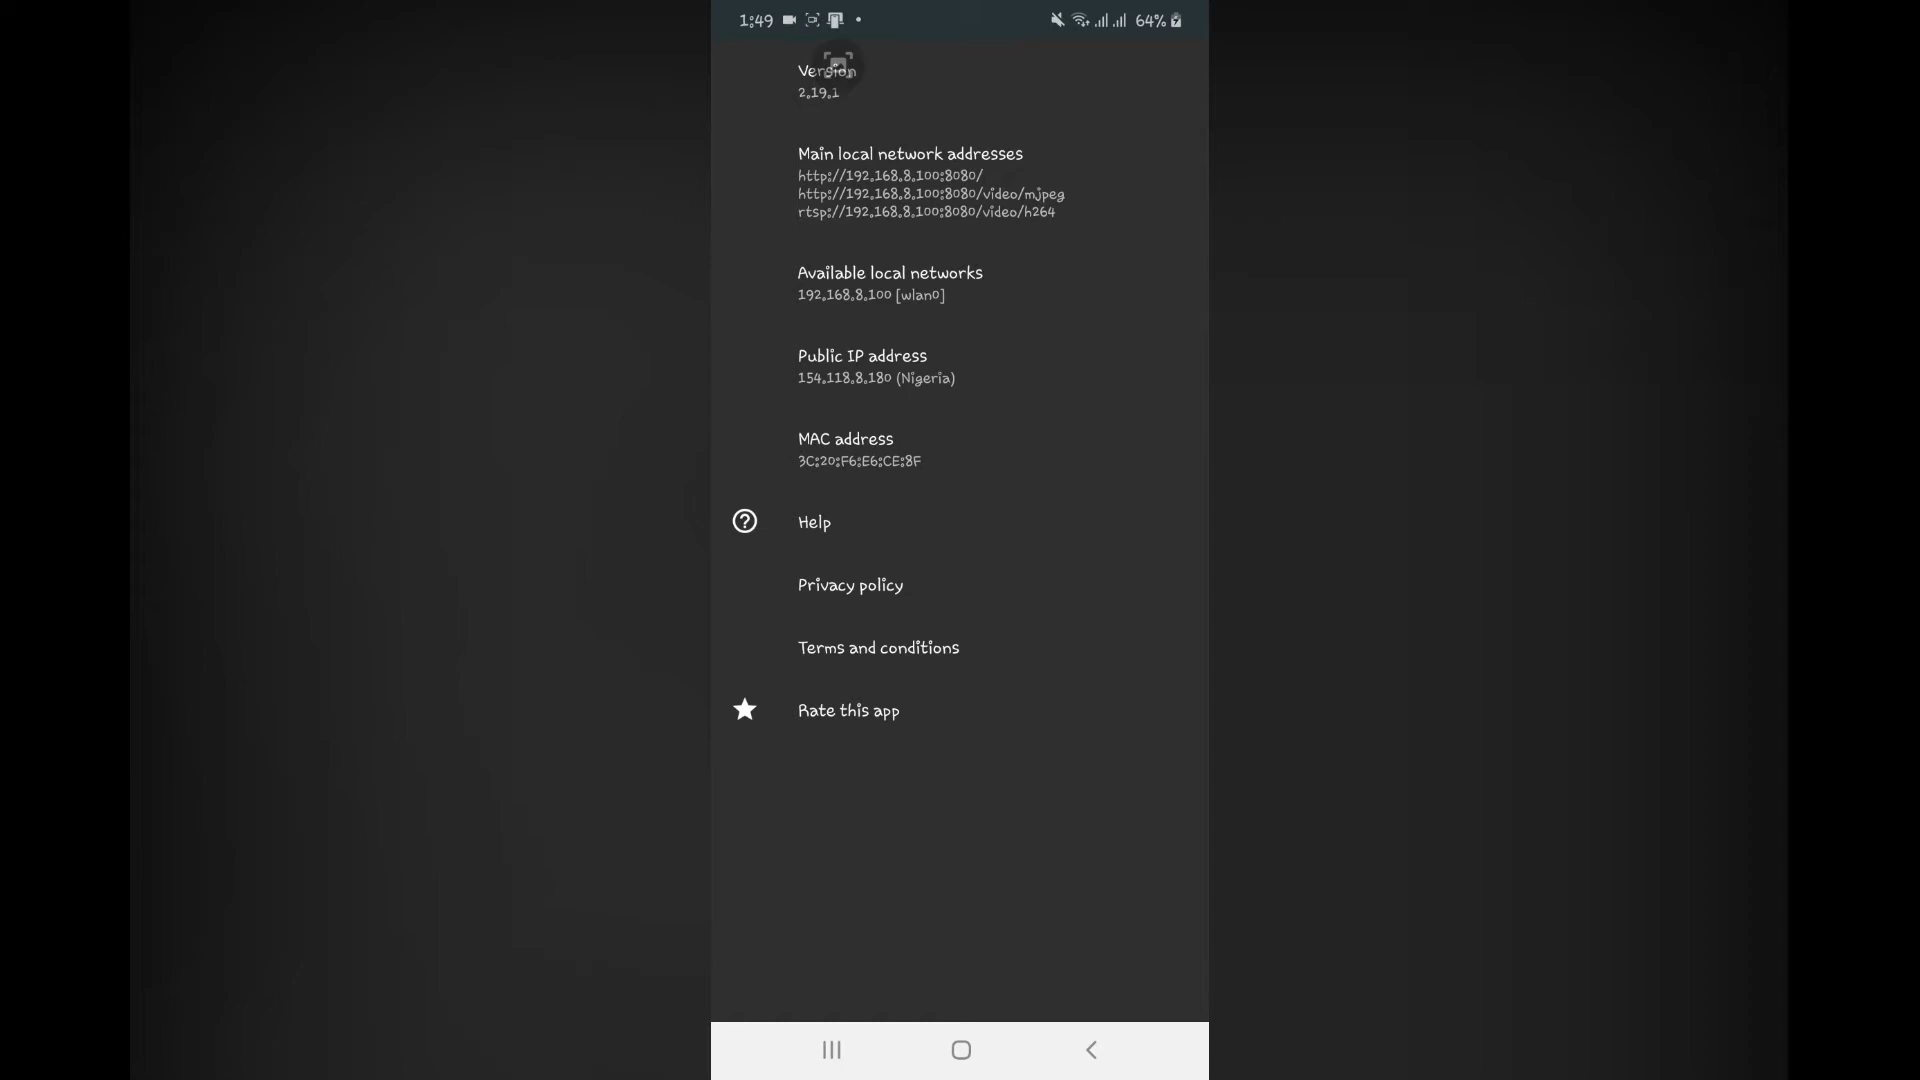 1:49
64%
Version
2.19.1
Main local network addresses
http://192.168.8.100:8080/
http://192.168.8.100:8080/video/mjpeg
rtsp://192.168.8.100:8080/video/h264
Available local networks
192.168.8.100 [wlan0]
Public IP address
154.118.8.180 (Nigeria)
MAC address
3C:20:F6:E6:CE:8F
Help
Privacy policy
Terms and conditions
Rate this app